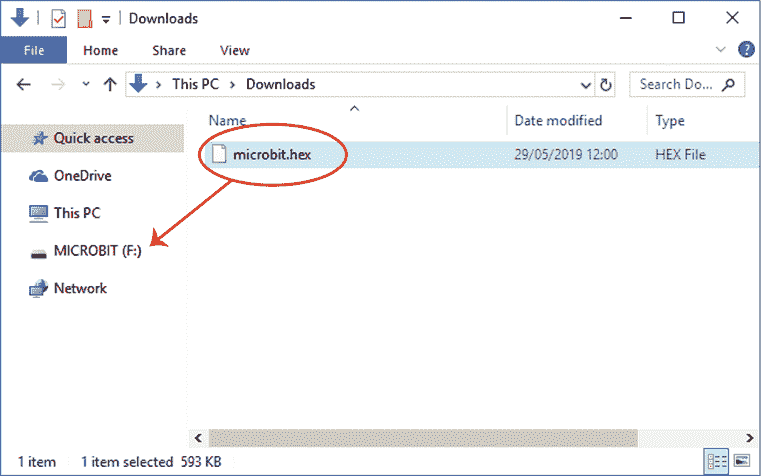 Downloads
File Home Share View
This PC Downloads Search Do...
Name Date modified Type
Quick access
microbit.hex 29/05/2019 12:00 HEX File
OneDrive
This PC
MICROBIT (F:)
Network
1 item 1 item selected 593 KB